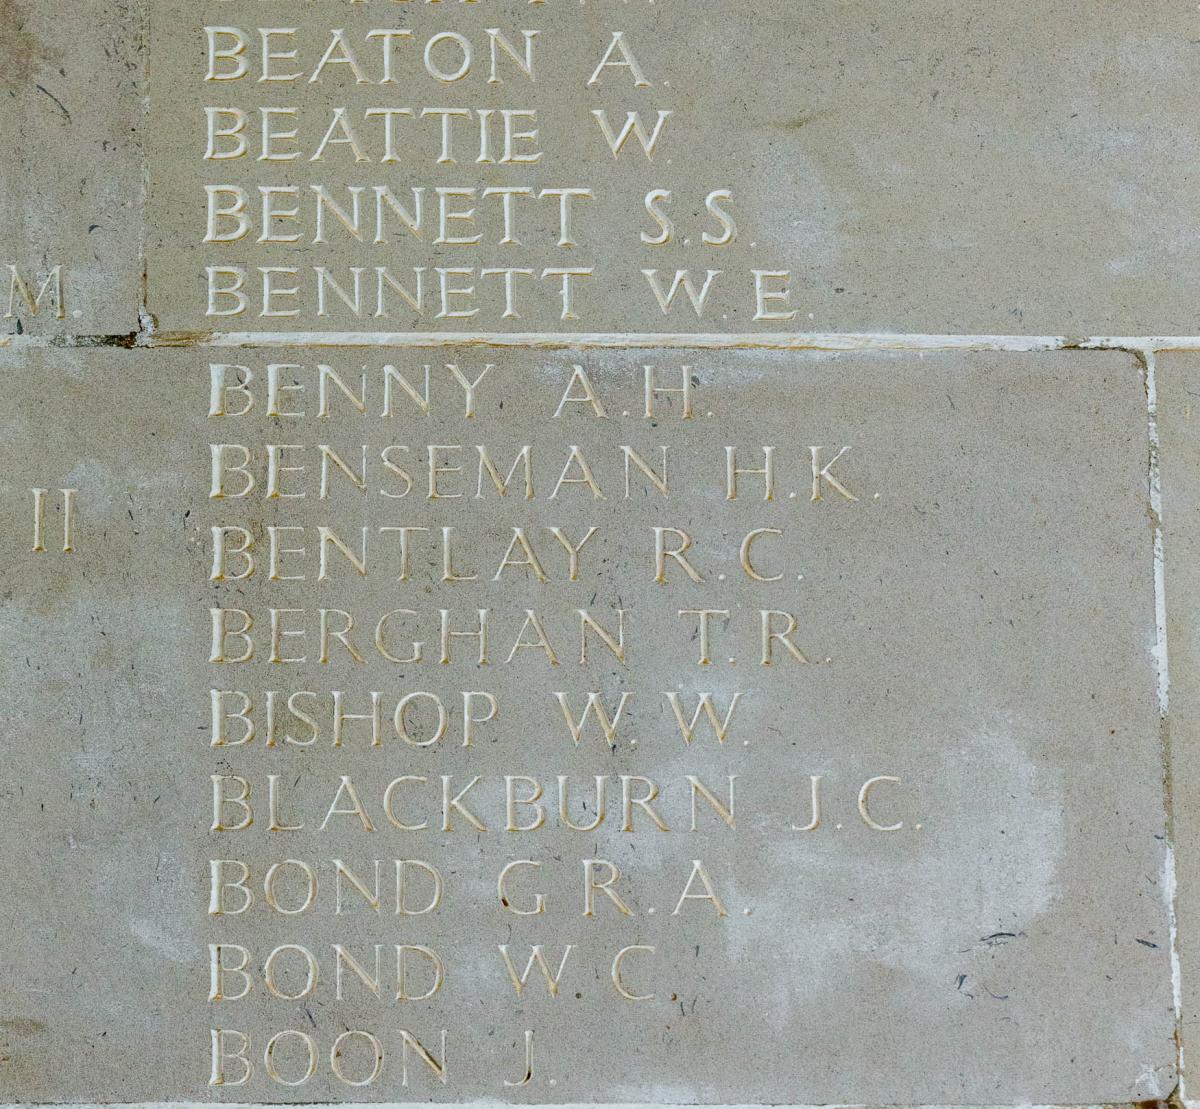 BEATON A.
BEATTIE W.
BENNETT S.S.
BENNETT W.E.
M.
BENNY A.H.
BENSEMAN H.K.
II
BENTLAY R.C.
BERGHAN T.R.
BISHOP W.W.
BLACKBURN J.C.
BOND G.R.A.
BOND W.C.
BOON J.